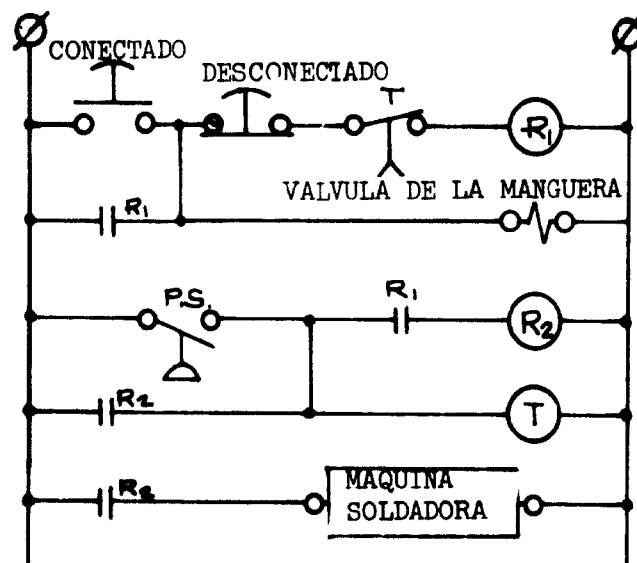 CONECTADO
DESCONECTADO
T
R₁
VALVULA DE LA MANGUERA
R₁
P.S.
R₁
R₂
R₂
T
R₂
MAQUINA
SOLDADORA